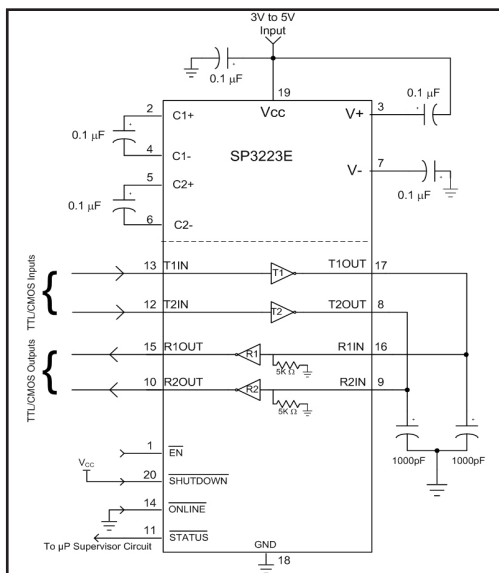 3V to 5V
Input
0.1 μF
19
0.1 μF
2
C1+
Vcc
V+
3
0.1 μF
4
C1-
SP3223E
5
C2+
V-
7
0.1 μF
6
C2-
0.1 μF
TTL/CMOS Inputs
13
T1IN
T1
T1OUT
17
12
T2IN
T2
T2OUT
8
TTL/CMOS Outputs
15
R1OUT
R1
R1IN
16
5K Ω
10
R2OUT
R2
R2IN
9
5K Ω
1
EN
1000pF
1000pF
VCC
20
SHUTDOWN
14
ONLINE
11
STATUS
To μP Supervisor Circuit
GND
18